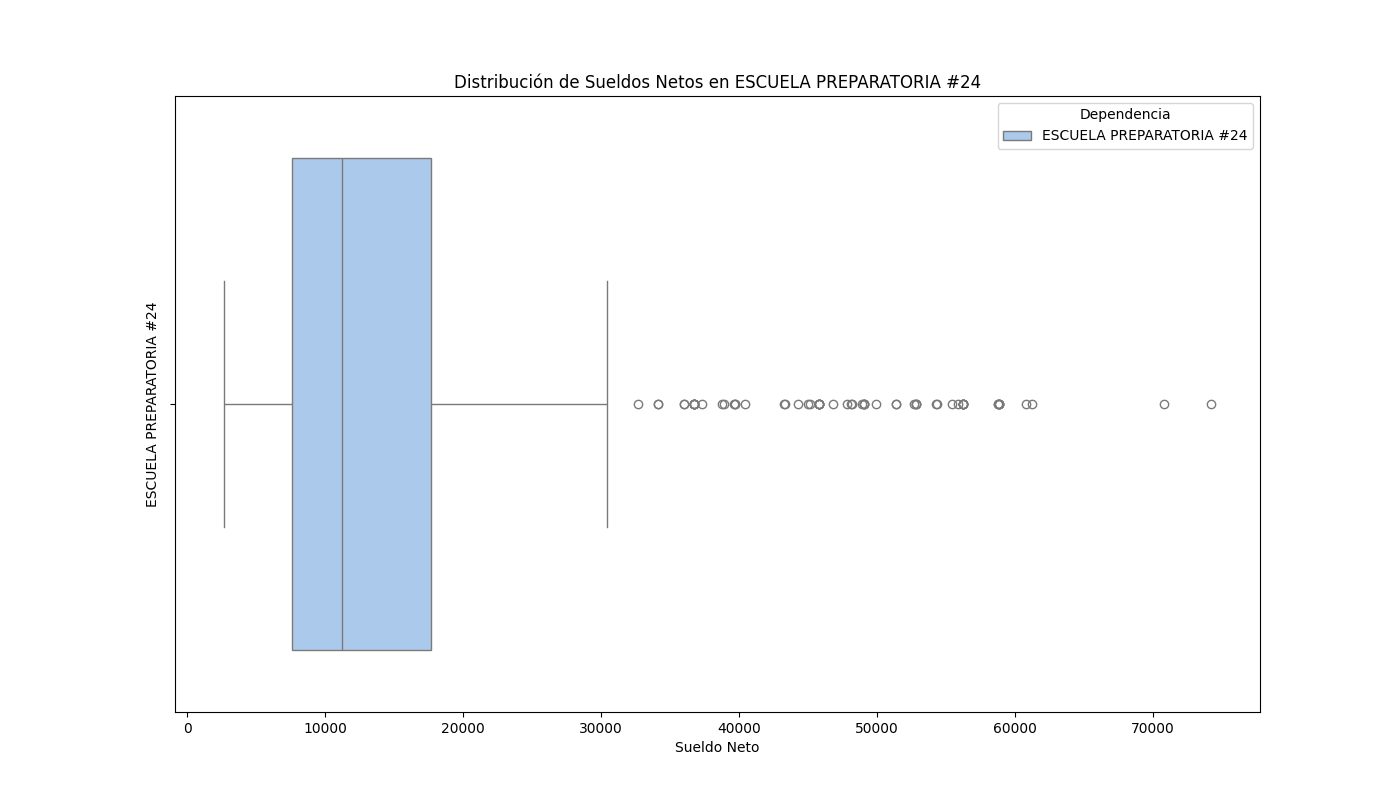 Distribución de Sueldos Netos en ESCUELA PREPARATORIA #24
Dependencia
ESCUELA PREPARATORIA #24
ESCUELA PREPARATORIA #24
0 10000 20000 30000 40000 50000 60000 70000
Sueldo Neto